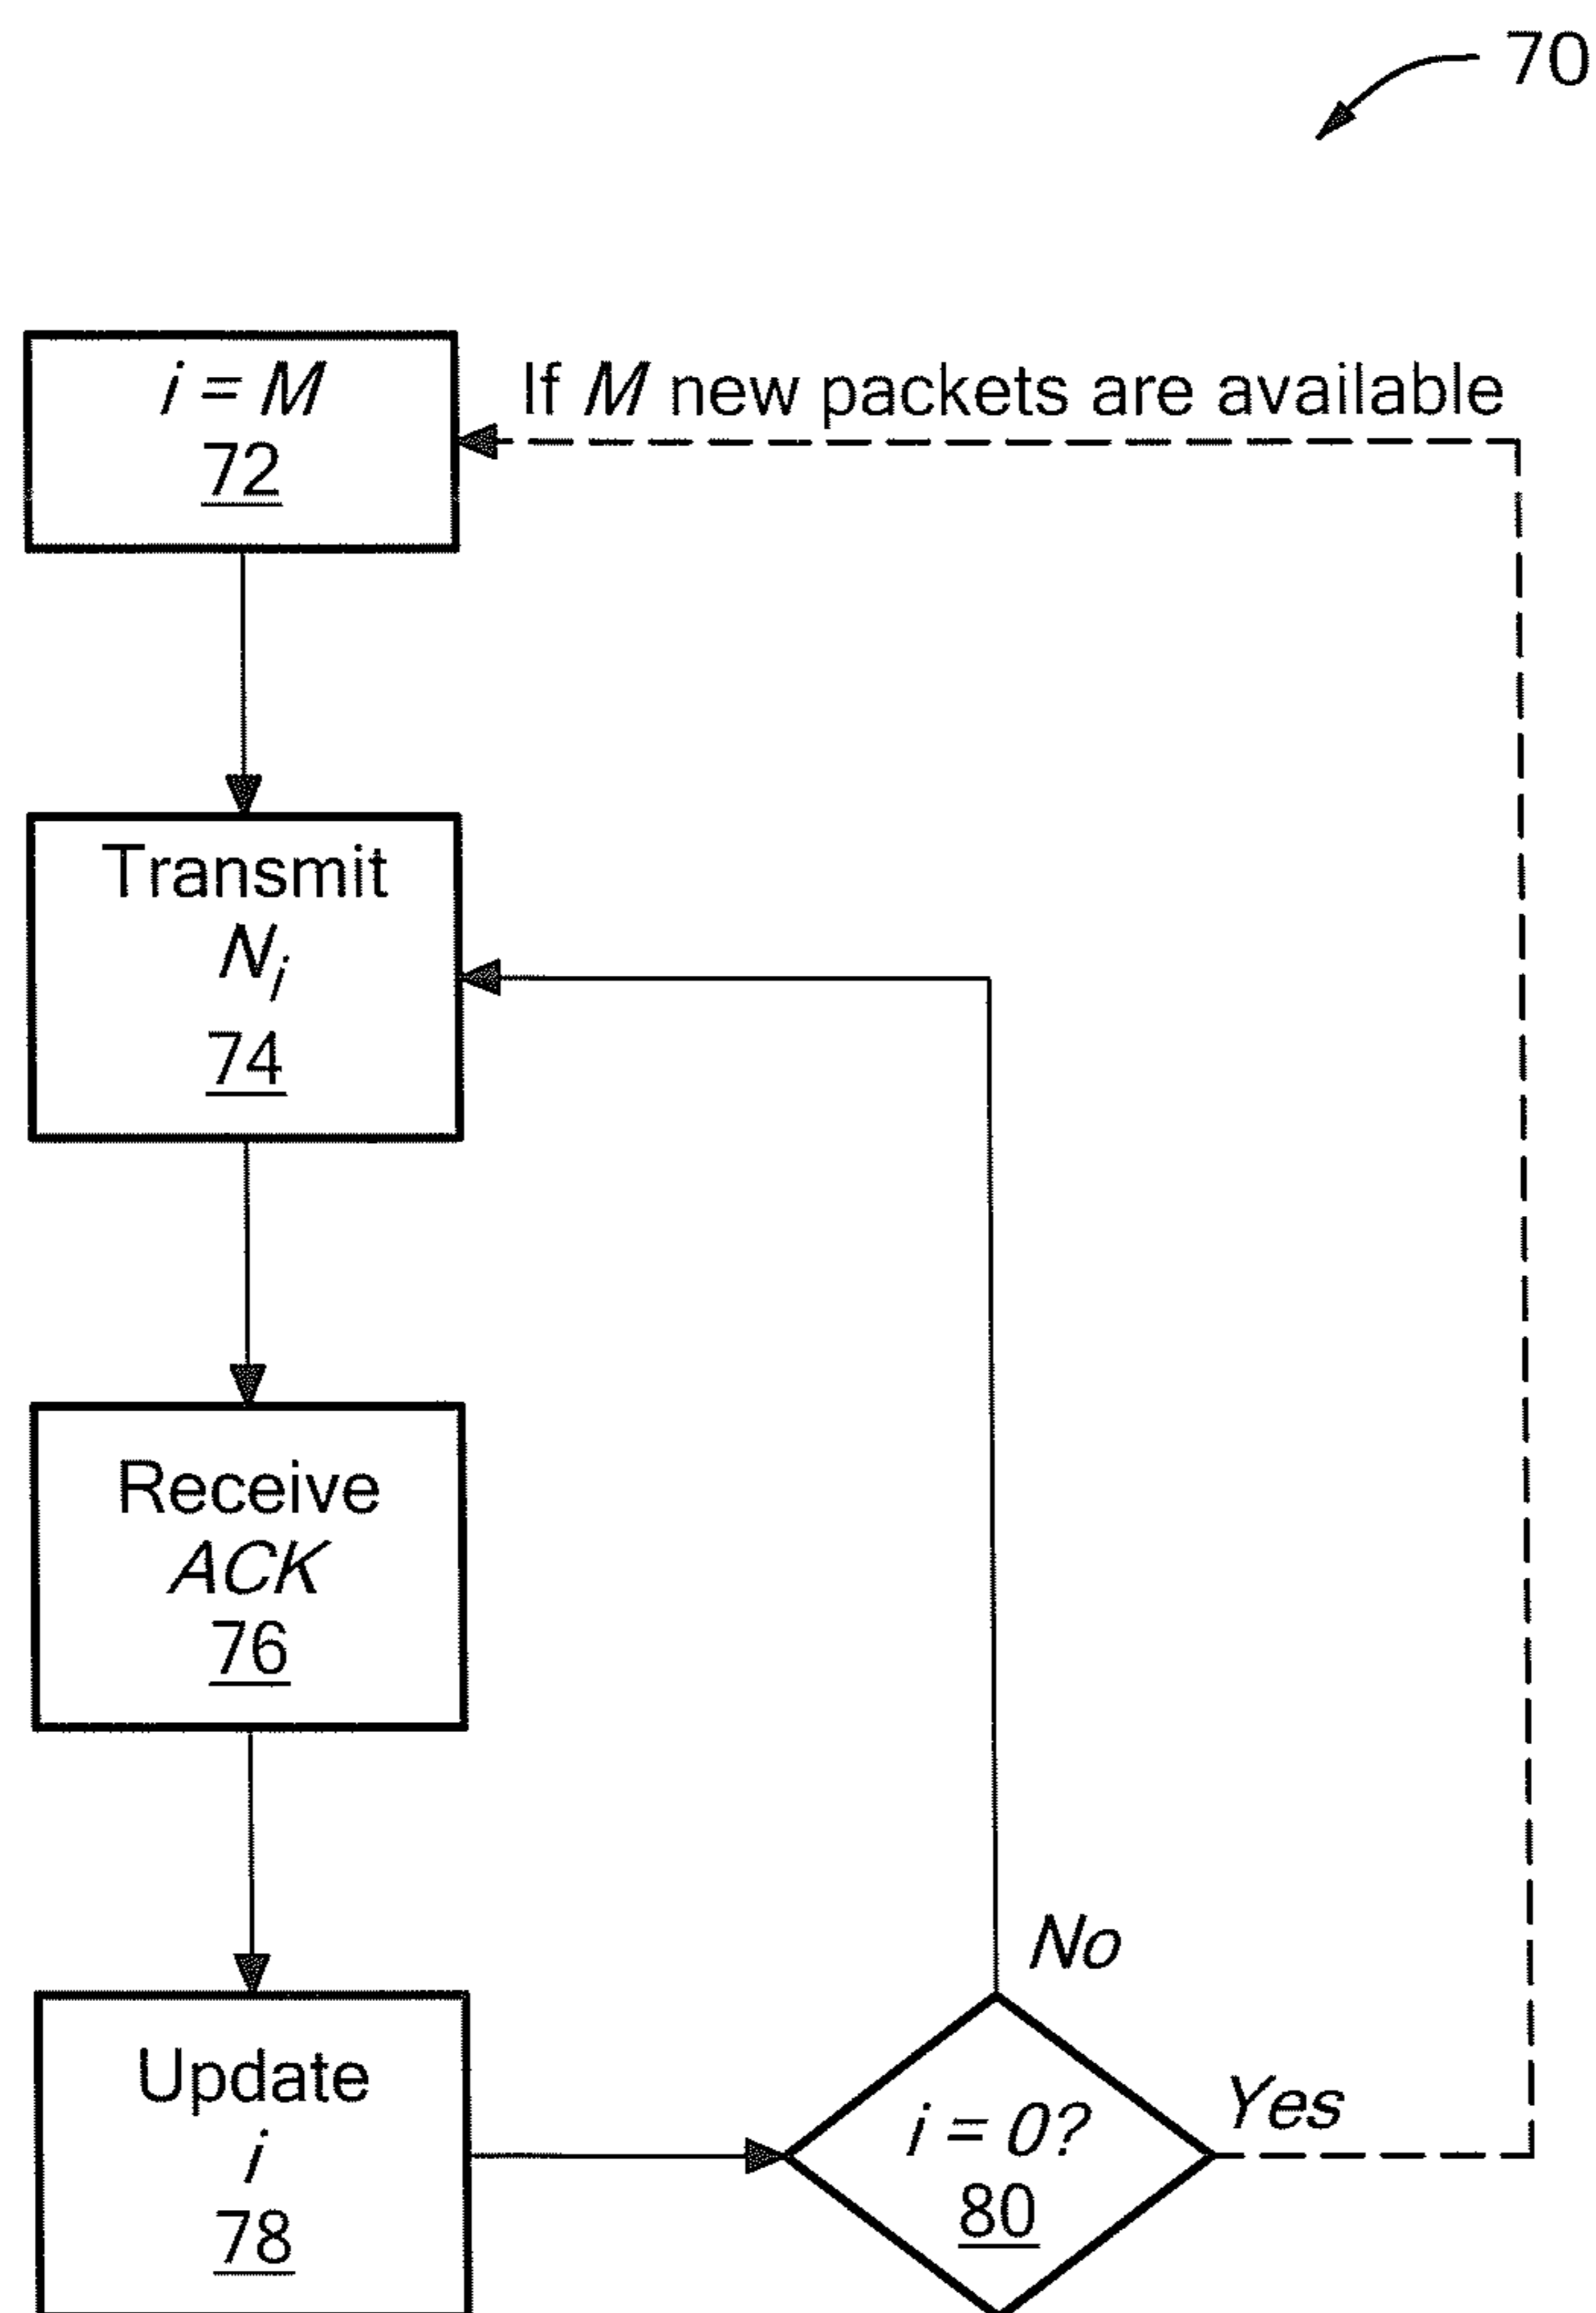 70
i = M
72
If M new packets are available
Transmit
Ni
74
Receive
ACK
76
Update
i
78
No
i = 0?
80
Yes